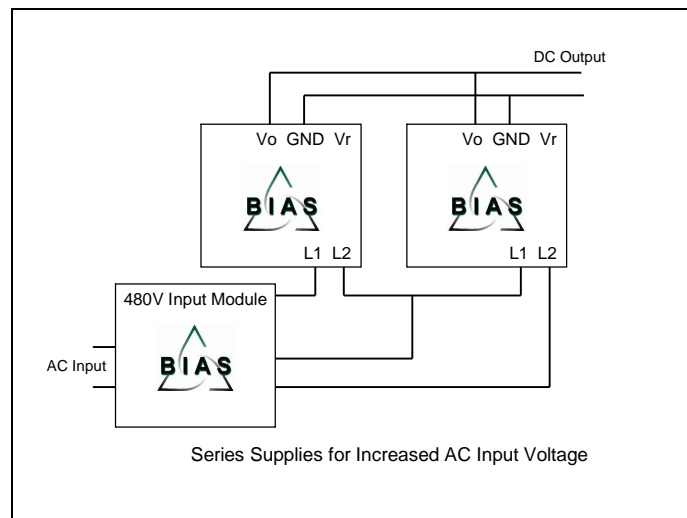 DC Output
Vo GND Vr
Vo GND Vr
BIAS
BIAS
L1 L2
L1 L2
480V Input Module
AC Input
BIAS
Series Supplies for Increased AC Input Voltage